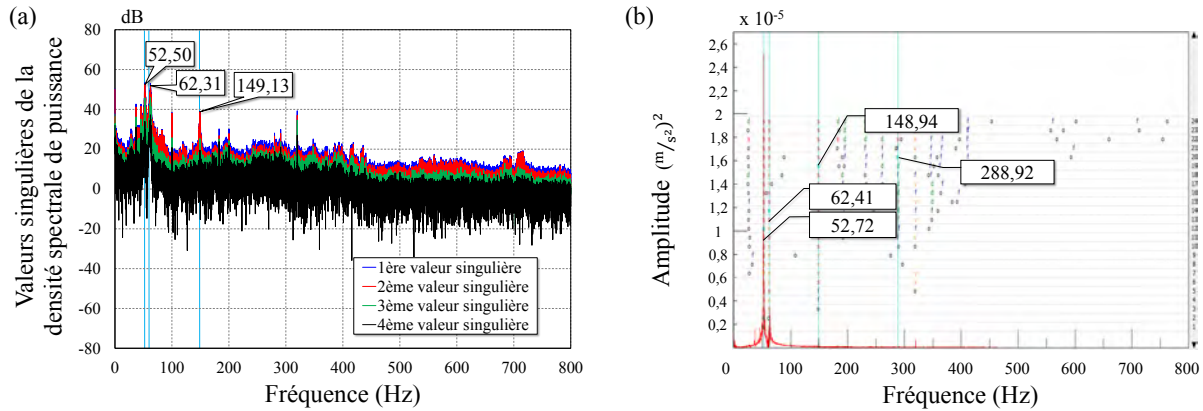 (a)
dB
Valeurs singulières de la
densité spectrale de puissance
80
60
40
20
0
-20
-40
-60
-80
52,50
62,31
149,13
1ère valeur singulière
2ème valeur singulière
3ème valeur singulière
4ème valeur singulière
0 100 200 300 400 500 600 700 800
Fréquence (Hz)
(b)
x 10⁻⁵
Amplitude (m/s²)²
2,6
2,4
2,2
2
1,8
1,6
1,4
1,2
1
0,8
0,6
0,4
0,2
148,94
288,92
62,41
52,72
0 100 200 300 400 500 600 700 800
Fréquence (Hz)